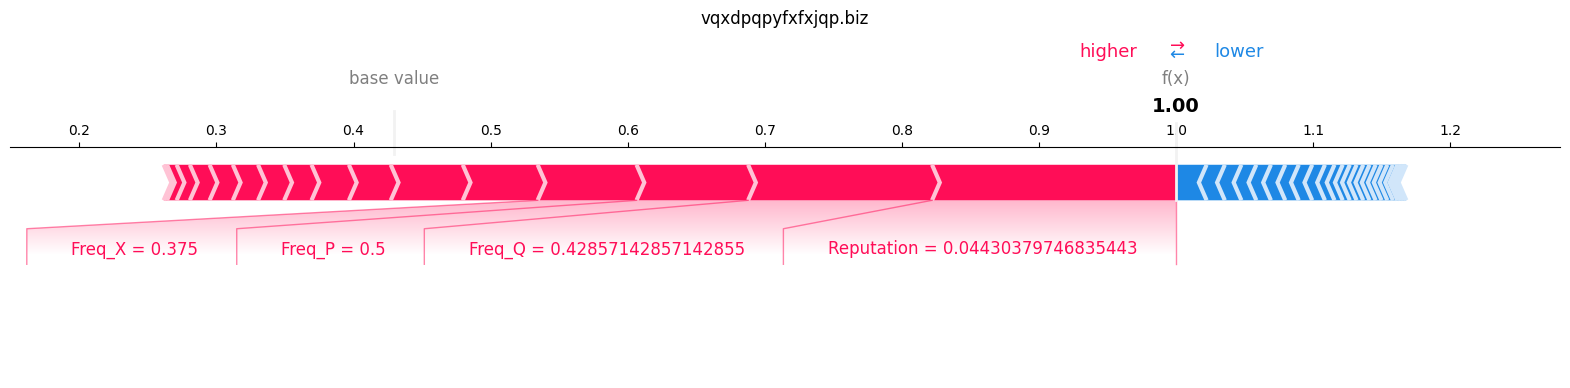 vqxdpqpyfxfxjqp.biz
higher ⇄ lower
base value f(x)
1.00
0.2 0.3 0.4 0.5 0.6 0.7 0.8 0.9 1.0 1.1 1.2
Freq_X = 0.375 Freq_P = 0.5 Freq_Q = 0.42857142857142855 Reputation = 0.04430379746835443